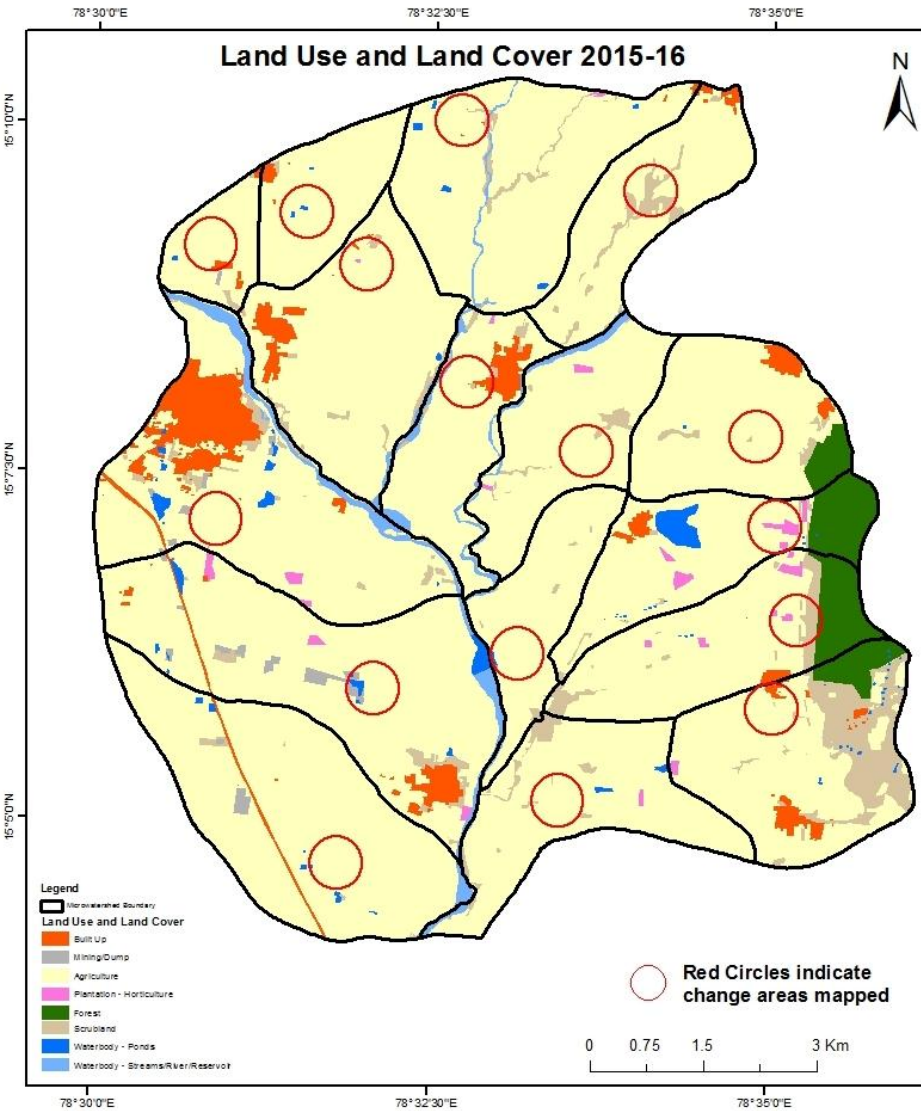 78°30'0"E 78°32'30"E 78°35'0"E
Land Use and Land Cover 2015-16
N
15°10'0"N
15°7'30"N
15°5'0"N
Legend
Microwatershed Boundary
Land Use and Land Cover
Built Up
Mining/Dump
Agriculture
Plantation - Horticulture
Forest
Scrubland
Waterbody - Ponds
Waterbody - Streams/River/Reservoir
Red Circles indicate
change areas mapped
0 0.75 1.5 3 Km
78°30'0"E 78°32'30"E 78°35'0"E